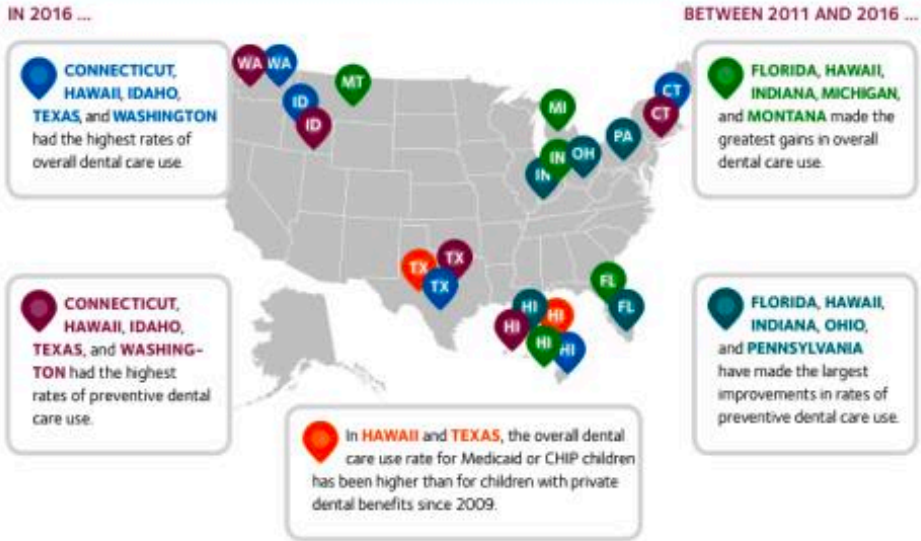 IN 2016 ...
BETWEEN 2011 AND 2016 ...
CONNECTICUT,
HAWAII, IDAHO,
TEXAS, and WASHINGTON
had the highest rates of
overall dental care use.
WA
WA
MT
ID
ID
MI
CT
CT
PA
OH
IN
IN
FLORIDA, HAWAII,
INDIANA, MICHIGAN,
and MONTANA made the
greatest gains in overall
dental care use.
TX
TX
TX
FL
FL
HI
HI
HI
HI
HI
CONNECTICUT,
HAWAII, IDAHO,
TEXAS, and WASHING-
TON had the highest
rates of preventive dental
care use.
FLORIDA, HAWAII,
INDIANA, OHIO,
and PENNSYLVANIA
have made the largest
improvements in rates of
preventive dental care use.
In HAWAII and TEXAS, the overall dental
care use rate for Medicaid or CHIP children
has been higher than for children with private
dental benefits since 2009.